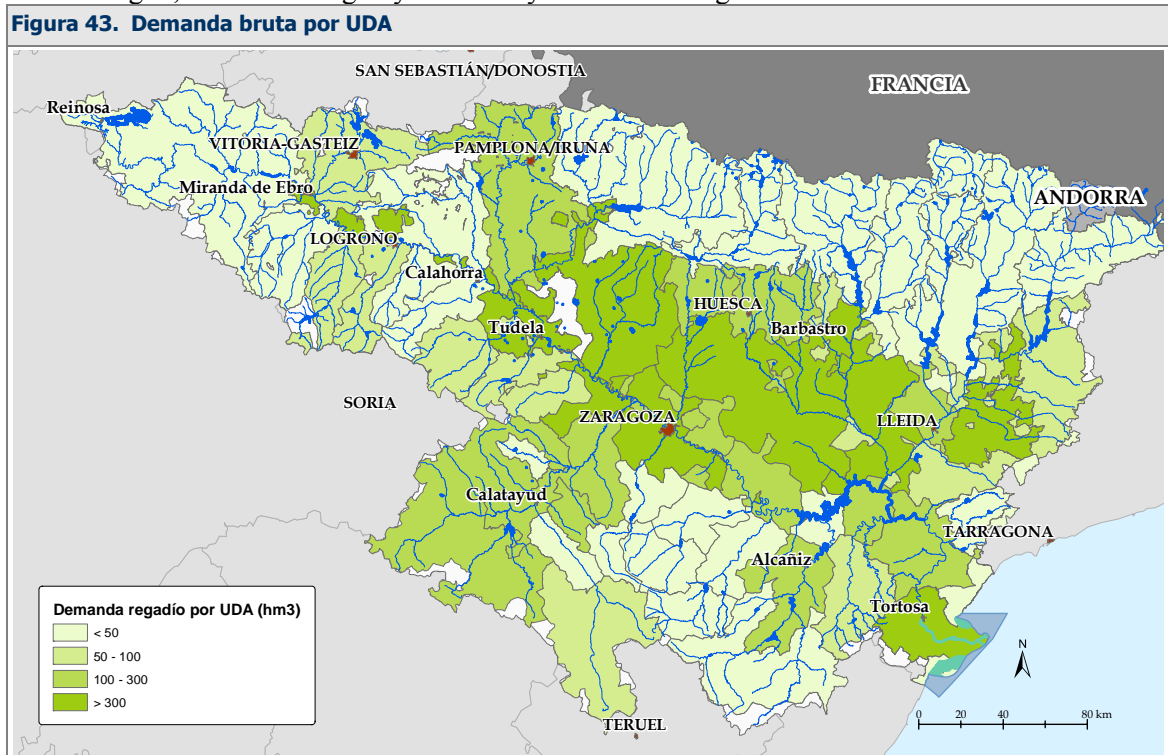 Figura 43. Demanda bruta por UDA
SAN SEBASTIÁN/DONOSTIA
FRANCIA
Reinosa
VITORIA-GASTEIZ
PAMPLONA/IRUÑA
Miranda de Ebro
ANDORRA
LOGROÑO
Calahorra
HUESCA
Tudela
Barbastro
SORIA
ZARAGOZA
LLEIDA
Calatayud
TARRAGONA
Alcañiz
Tortosa
TERUEL
Demanda regadío por UDA (hm3)
< 50
50 - 100
100 - 300
> 300
N
0 20 40 80 km